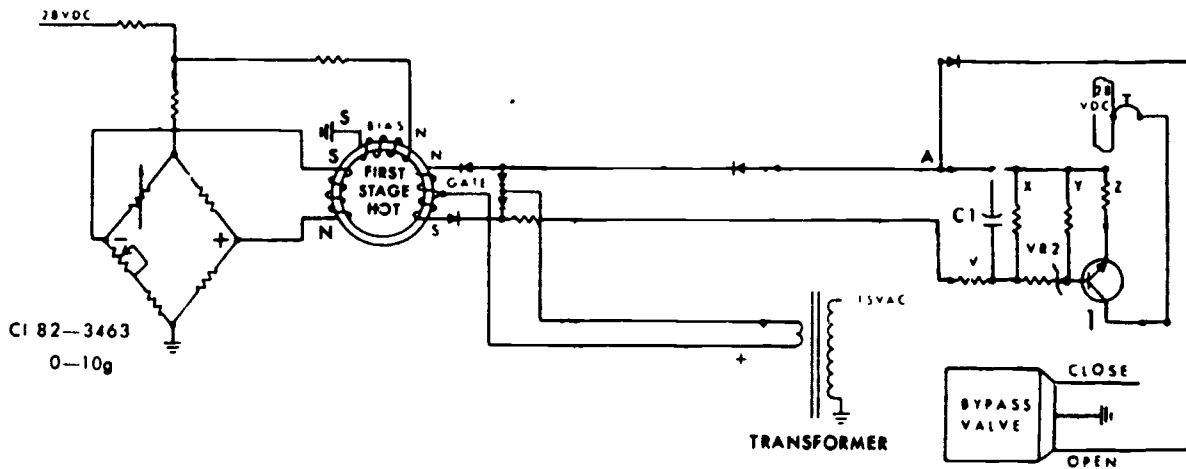 28VDC
S
BIAS
N
S
N
FIRST
STAGE
HOT
GATE
N
S
A
28
VDC
X
Y
Z
C1
V
VR2
1
–
+
CI 82—3463
0—10g
15VAC
+
TRANSFORMER
BYPASS
VALVE
CLOSE
OPEN